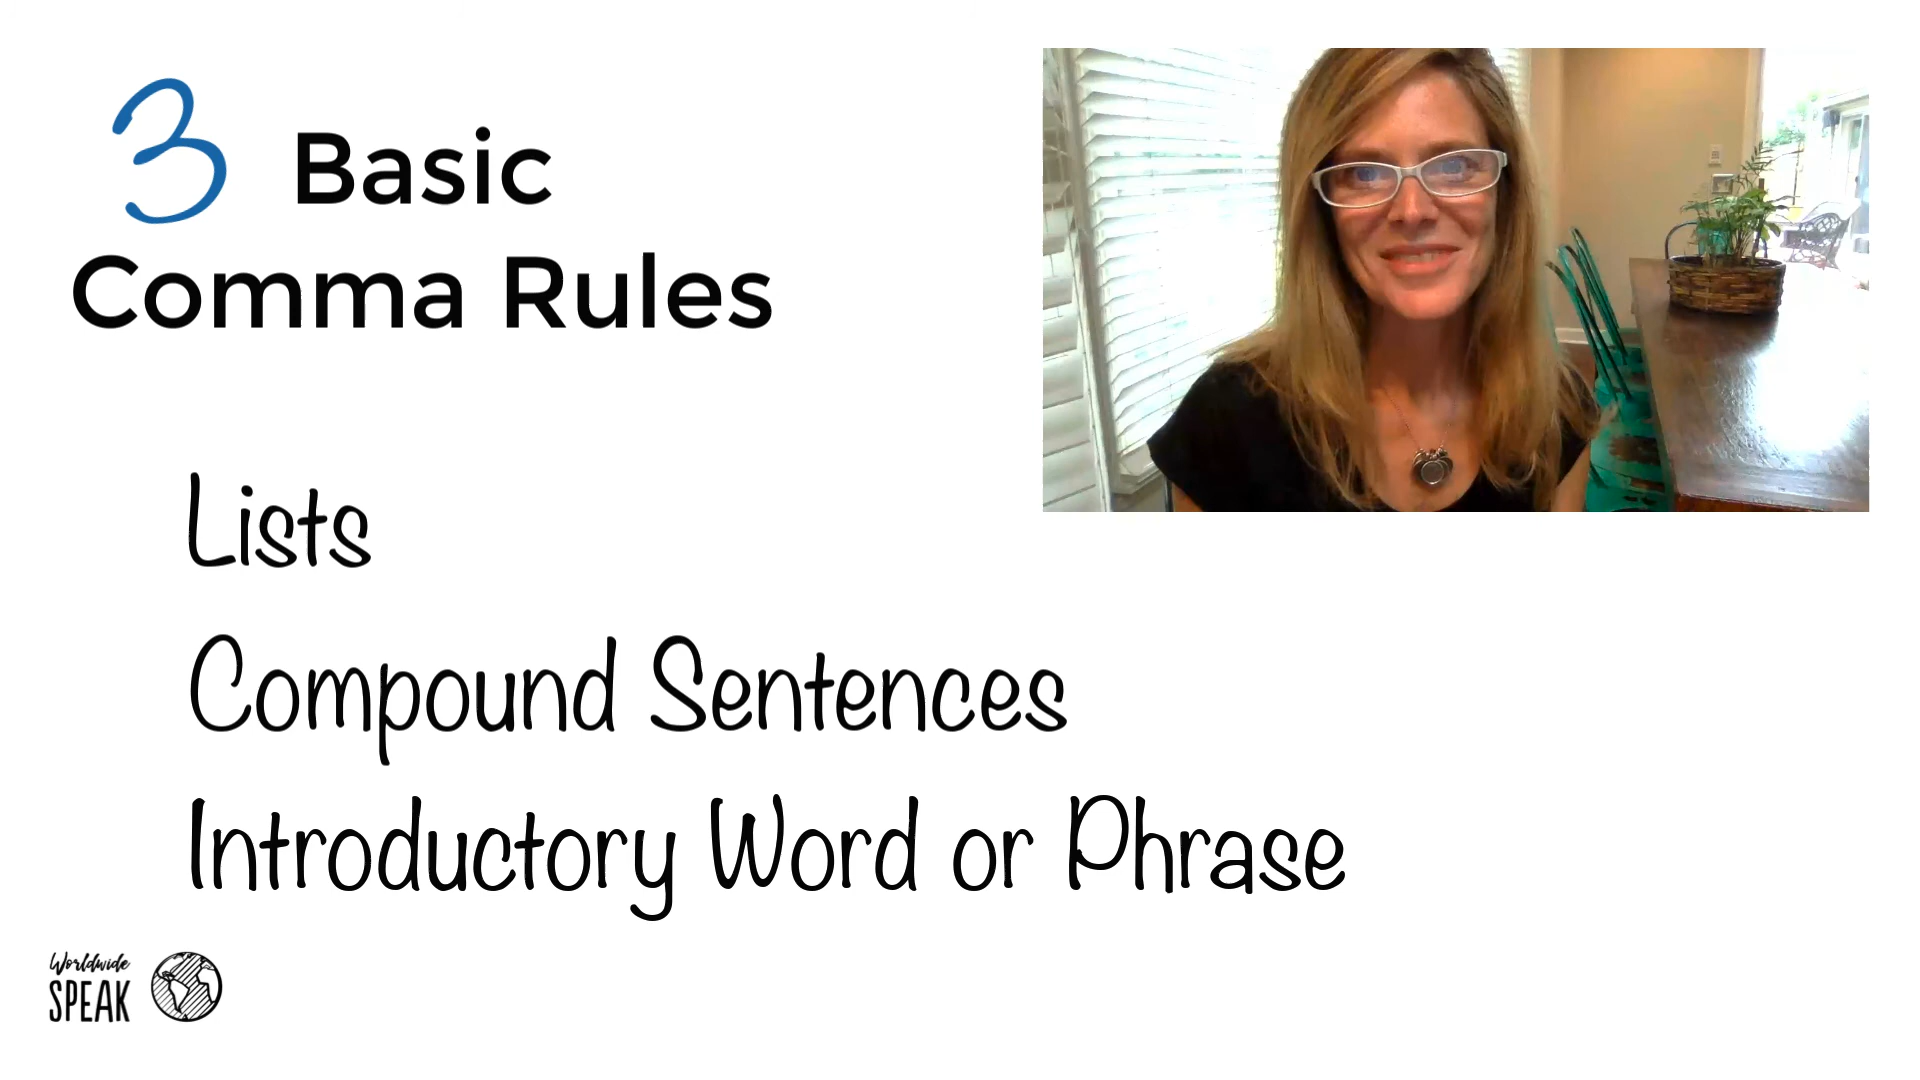 3 Basic
Comma Rules
Lists
Compound Sentences
Introductory Word or Phrase
Worldwide
SPEAK